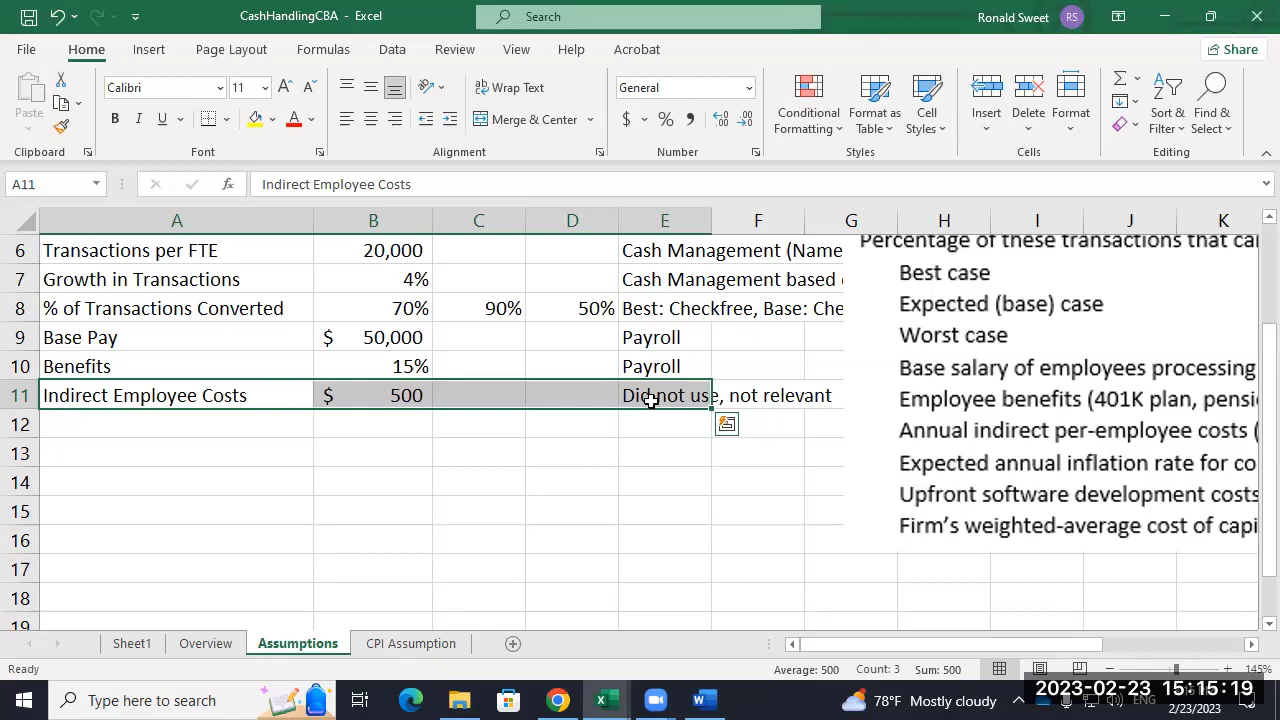 CashHandlingCBA - Excel
Search
Ronald Sweet
RS
File Home Insert Page Layout Formulas Data Review View Help Acrobat
Share
Paste
Calibri 11
Wrap Text
General
Merge & Center
Conditional Formatting
Format as Table
Cell Styles
Insert
Delete
Format
Sort & Filter
Find & Select
Clipboard Font Alignment Number Styles Cells Editing
A11 fx Indirect Employee Costs
A B C D E F G H I J K
6 Transactions per FTE 20,000 Cash Management (Name
7 Growth in Transactions 4% Cash Management based
8 % of Transactions Converted 70% 90% 50% Best: Checkfree, Base: Che
9 Base Pay $ 50,000 Payroll
10 Benefits 15% Payroll
11 Indirect Employee Costs $ 500 Did not use, not relevant
12
13
14
15
16
17
18
19
Percentage of these transactions that ca
Best case
Expected (base) case
Worst case
Base salary of employees processing
Employee benefits (401K plan, pensi
Annual indirect per-employee costs (
Expected annual inflation rate for co
Upfront software development costs
Firm's weighted-average cost of capi
Sheet1 Overview Assumptions CPI Assumption
Ready
Average: 500 Count: 3 Sum: 500
145%
Type here to search
78°F Mostly cloudy
ENG
2023-02-23 15:15:19
2/23/2023